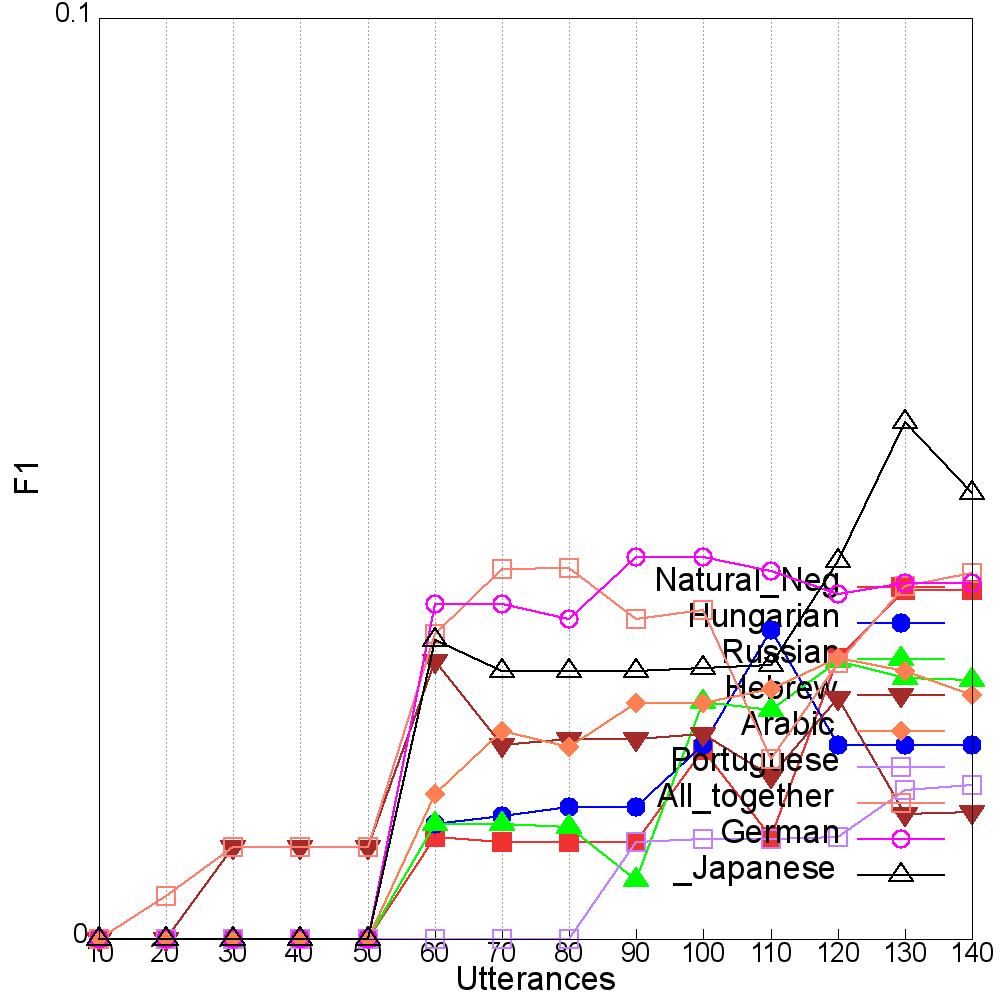 0.1
F1
Natural_Neg
Hungarian
Russian
Hebrew
Arabic
Portuguese
All_together
German
_Japanese
0
10 20 30 40 50 60 70 80 90 100 110 120 130 140
Utterances